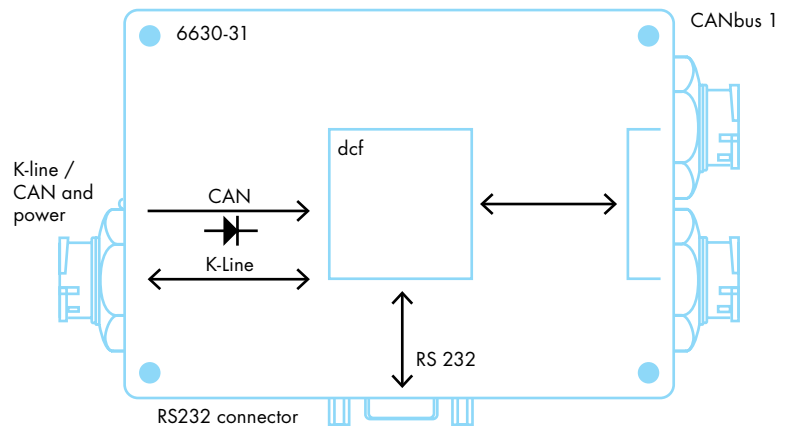 6630-31
CANbus 1
dcf
K-line /
CAN and
power
CAN
K-Line
RS 232
RS232 connector